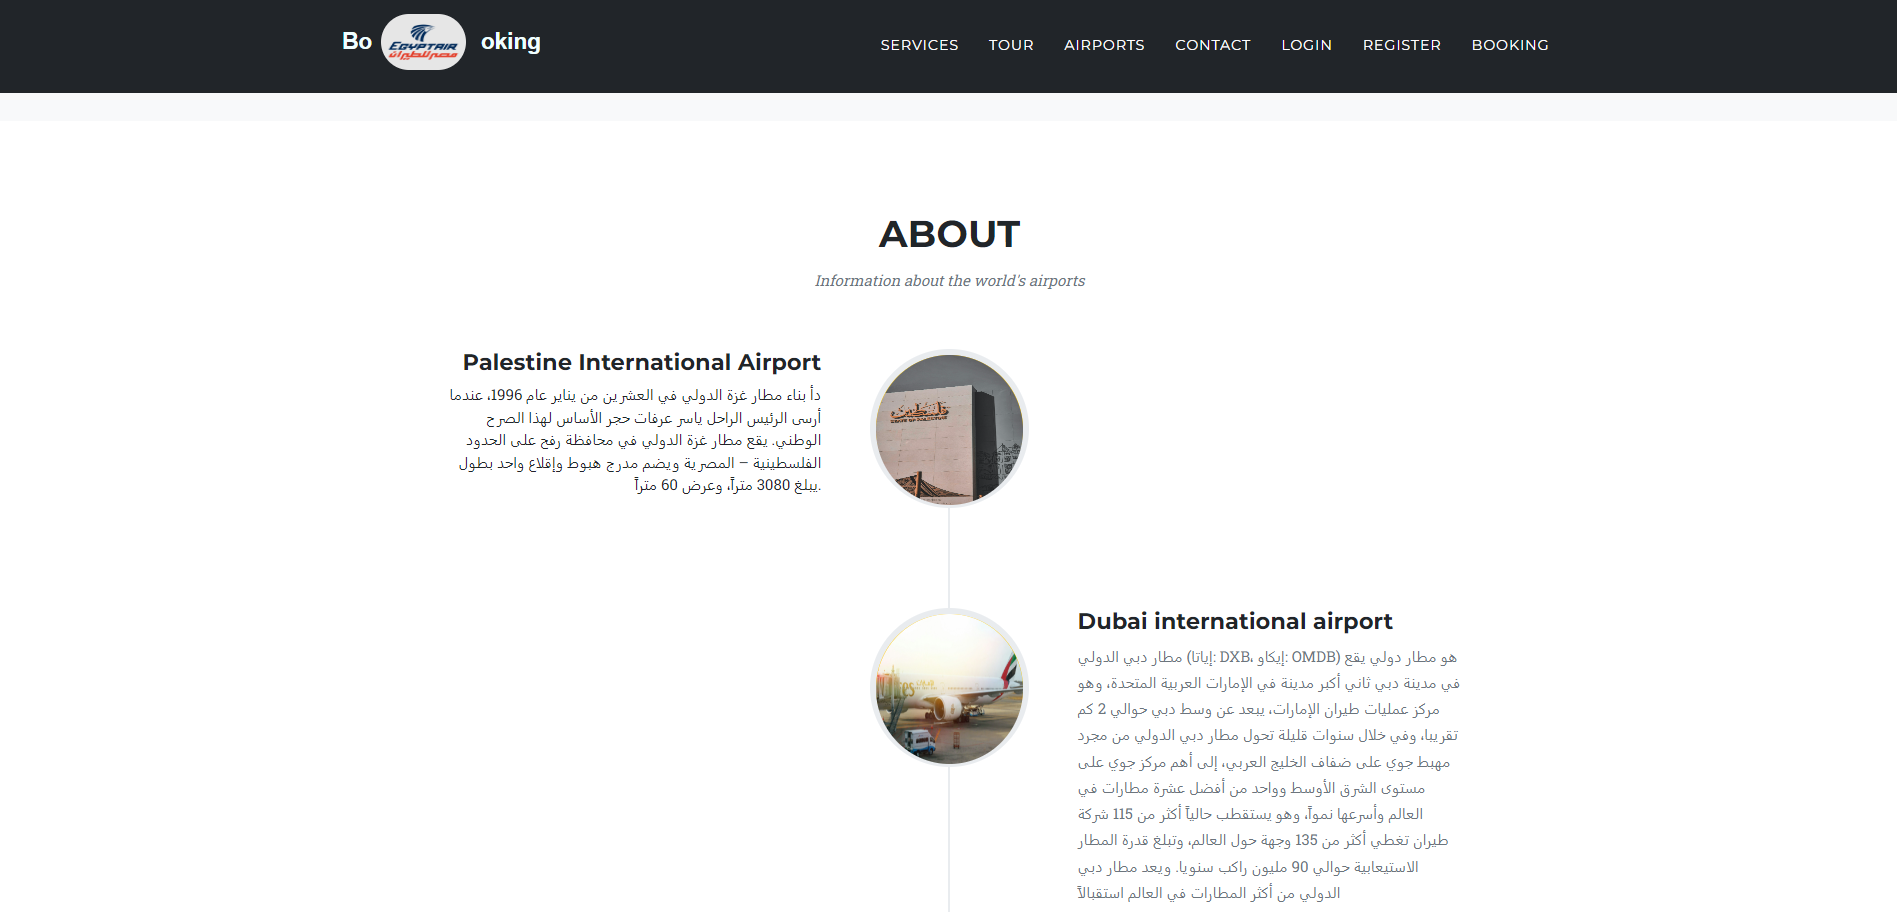 Bo EGYPTAIR oking
مصر للطيران
SERVICES TOUR AIRPORTS CONTACT LOGIN REGISTER BOOKING
ABOUT
Information about the world's airports
Palestine International Airport
دأ بناء مطار غزة الدولي في العشرين من يناير عام 1996، عندما
أرسى الرئيس الراحل ياسر عرفات حجر الأساس لهذا الصرح
الوطني. يقع مطار غزة الدولي في محافظة رفح على الحدود
الفلسطينية – المصرية ويضم مدرج هبوط وإقلاع واحد بطول
يبلغ 3080 متراً، وعرض 60 متراً.
فلسطين
Dubai international airport
مطار دبي الدولي (إياتا: DXB، إيكاو: OMDB) هو مطار دولي يقع
في مدينة دبي ثاني أكبر مدينة في الإمارات العربية المتحدة، وهو
مركز عمليات طيران الإمارات، يبعد عن وسط دبي حوالي 2 كم
تقريبا، وفي خلال سنوات قليلة تحول مطار دبي الدولي من مجرد
مهبط جوي على ضفاف الخليج العربي، إلى أهم مركز جوي على
مستوى الشرق الأوسط وواحد من أفضل عشرة مطارات في
العالم وأسرعها نمواً، وهو يستقطب حالياً أكثر من 115 شركة
طيران تغطي أكثر من 135 وجهة حول العالم، وتبلغ قدرة المطار
الاستيعابية حوالي 90 مليون راكب سنويا. ويعد مطار دبي
الدولي من أكثر المطارات في العالم استقبالاً